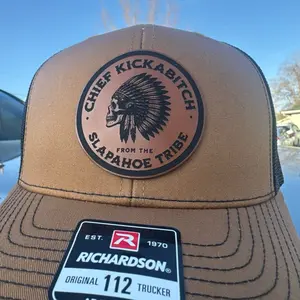 CHIEF KICKABITCH
FROM THE
SLAPAHOE TRIBE
EST. R 1970
RICHARDSON®
ORIGINAL 112 TRUCKER